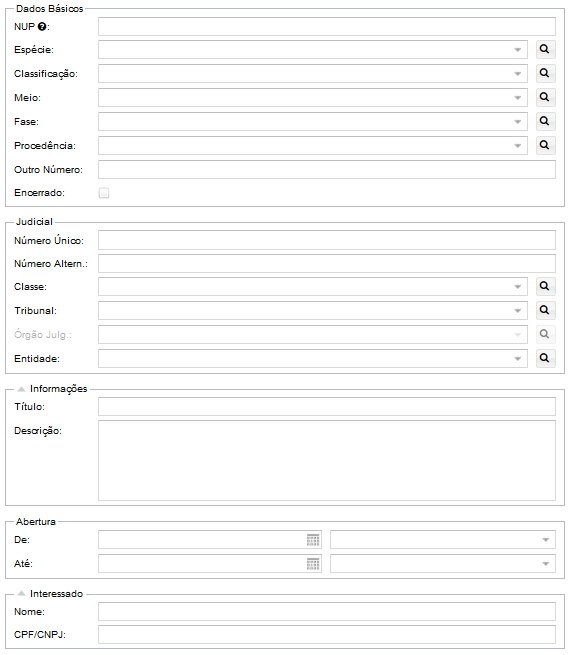 Dados Básicos
NUP ?:
Espécie:
Classificação:
Meio:
Fase:
Procedência:
Outro Número:
Encerrado:
Judicial
Número Único:
Número Altern.:
Classe:
Tribunal:
Órgão Julg.:
Entidade:
Informações
Título:
Descrição:
Abertura
De:
Até:
Interessado
Nome:
CPF/CNPJ: